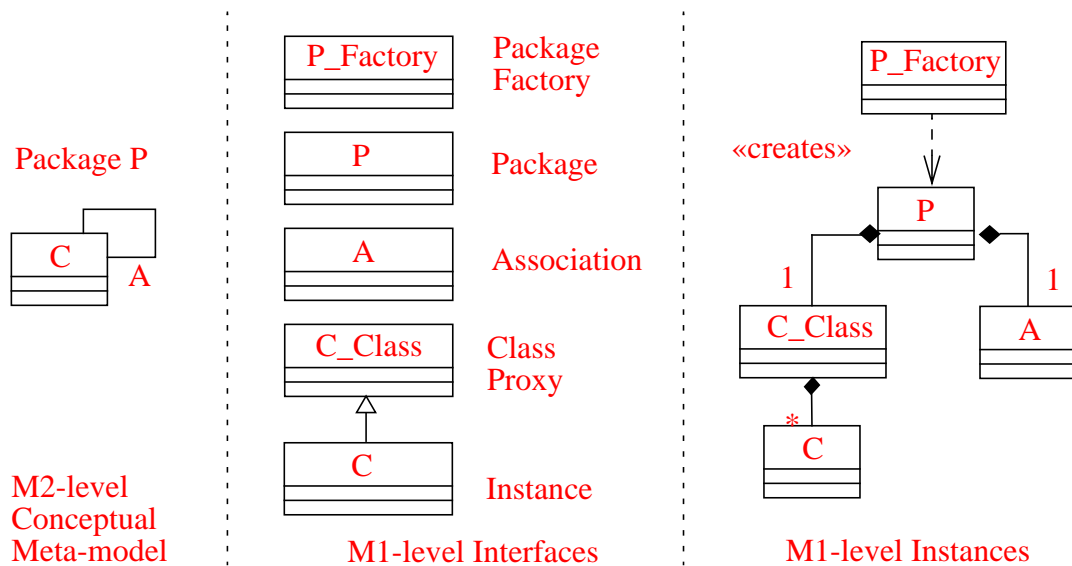 Package P
C
A
M2-level
Conceptual
Meta-model
P_Factory
Package
Factory
P
Package
A
Association
C_Class
Class
Proxy
C
Instance
M1-level Interfaces
P_Factory
«creates»
P
1
1
C_Class
A
*
C
M1-level Instances